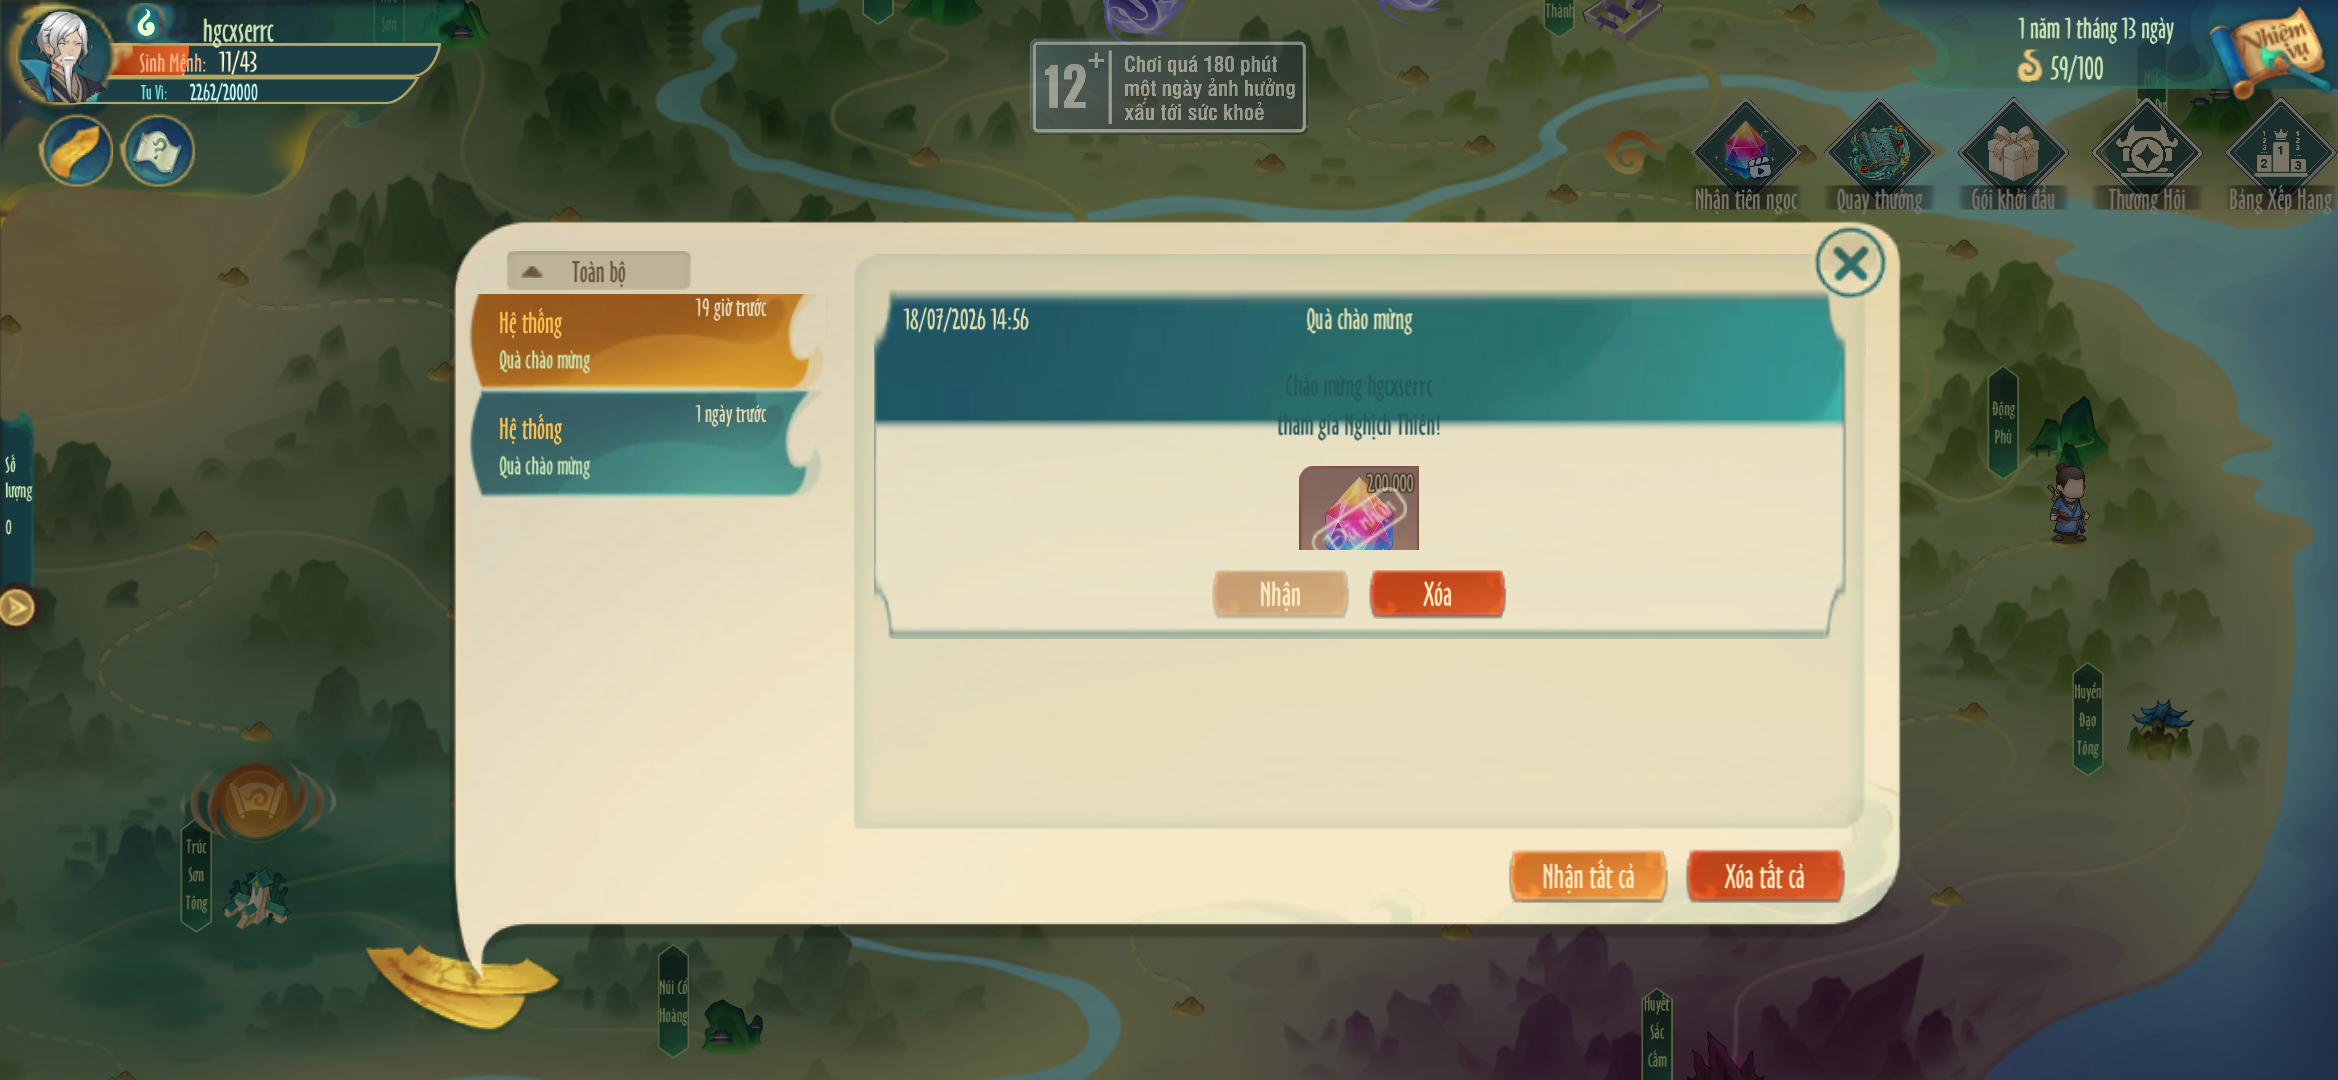 hgcxserrc
Sinh Mệnh: 11/43
Tu Vi: 2262/20000
12+
Chơi quá 180 phút
một ngày ảnh hưởng
xấu tới sức khoẻ
Thành
Sơn
1 năm 1 tháng 13 ngày
59/100
Nhiệm
vụ
Nhận tiên ngọc
Quay thưởng
Gói khởi đầu
Thương Hội
Bảng Xếp Hạng
Toàn bộ
Hệ thống
19 giờ trước
Quà chào mừng
Hệ thống
1 ngày trước
Quà chào mừng
18/07/2026 14:56
Quà chào mừng
Chào mừng hgcxserrc
tham gia Nghịch Thiên!
200.000
Đã nhận
Nhận
Xóa
Nhận tất cả
Xóa tất cả
Số
lượng
0
Động
Phủ
Huyền
Đạo
Tông
Trúc
Sơn
Tông
Núi Cổ
Hoàng
Huyết
Sắc
Cấm